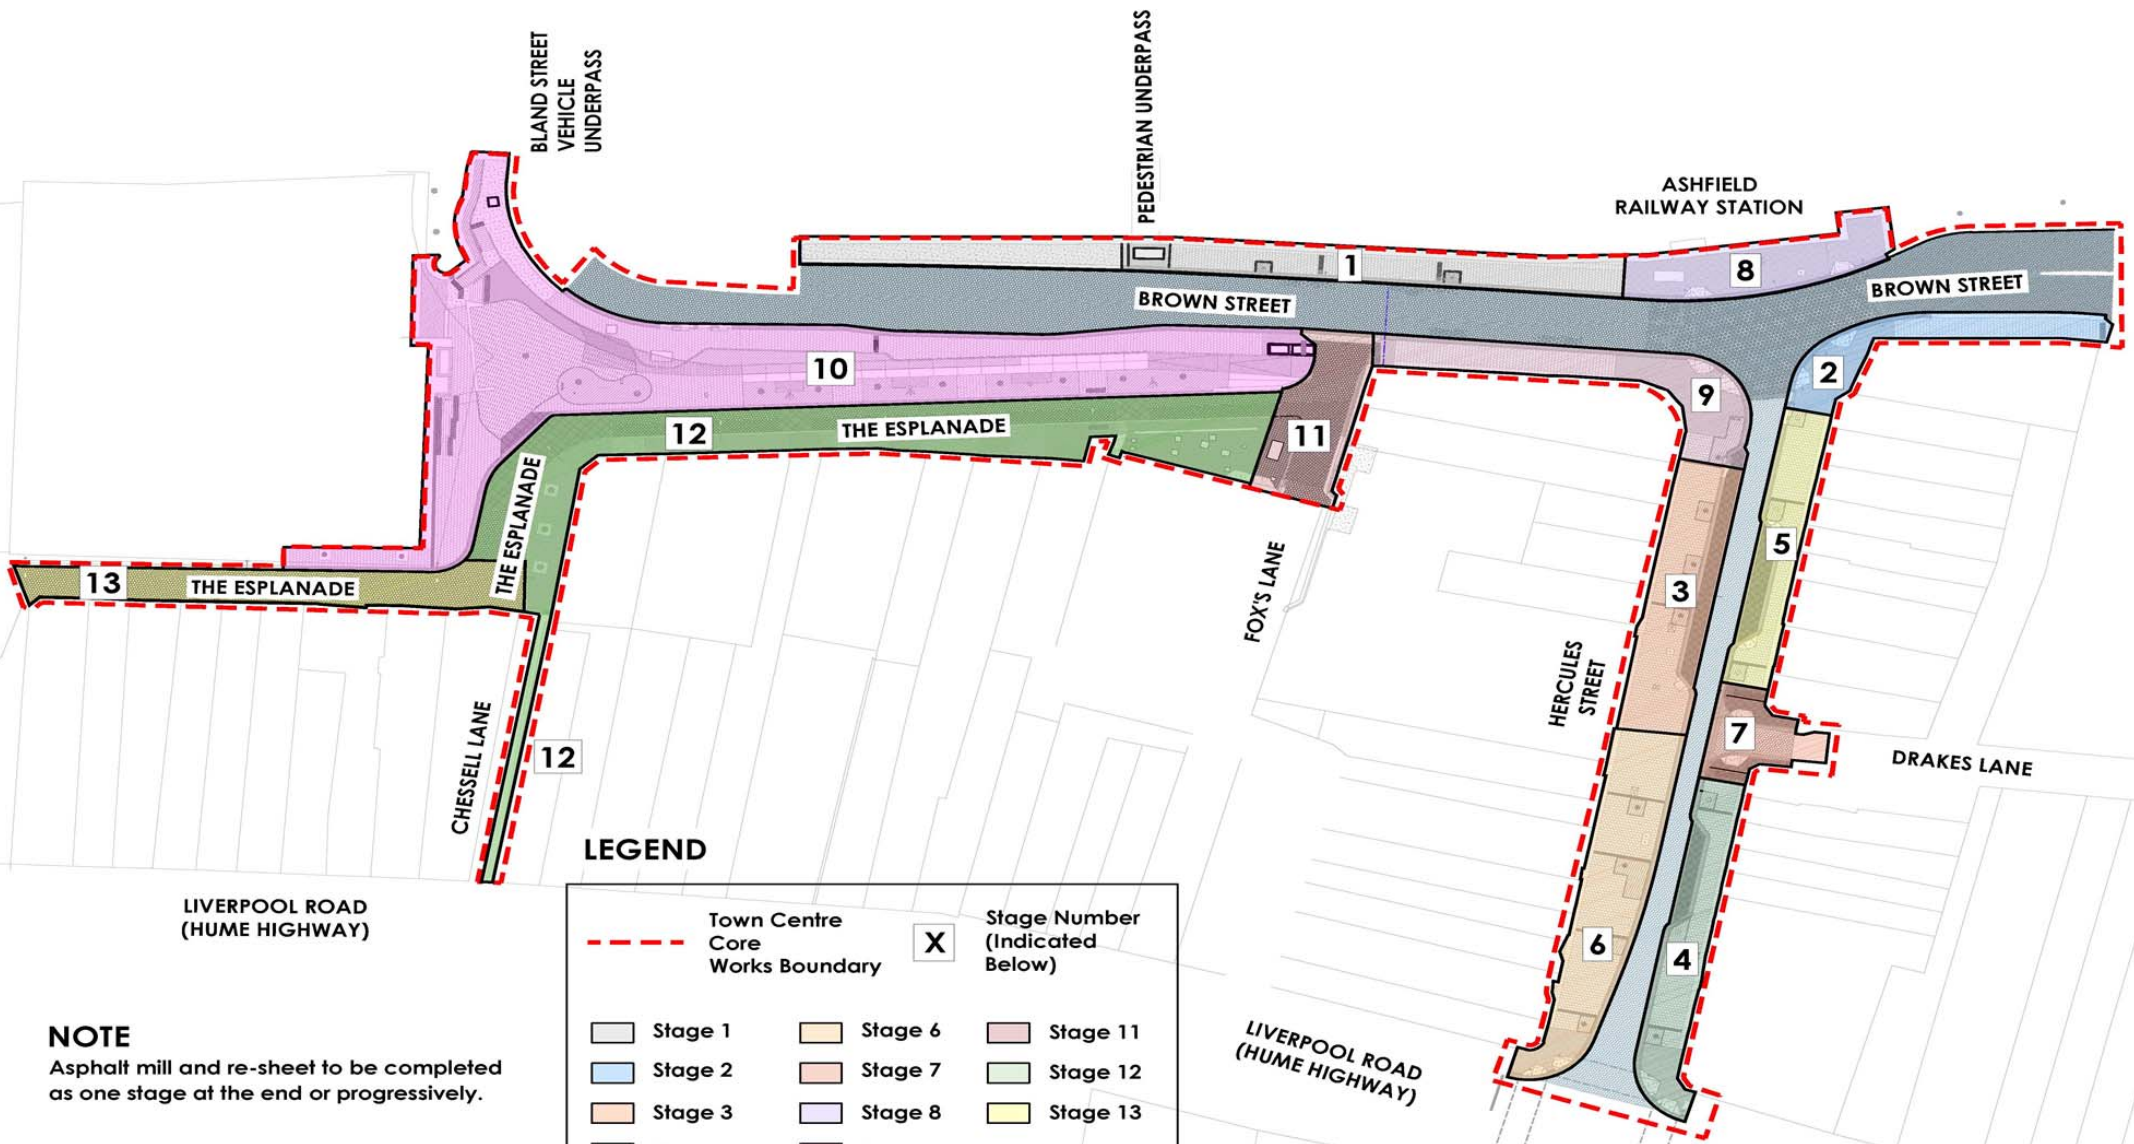 BLAND STREET
VEHICLE
UNDERPASS
PEDESTRIAN UNDERPASS
ASHFIELD
RAILWAY STATION
1
8
BROWN STREET
BROWN STREET
2
10
9
12
THE ESPLANADE
11
THE ESPLANADE
5
13
THE ESPLANADE
3
FOX'S LANE
HERCULES
STREET
7
DRAKES LANE
CHESSELL LANE
12
6
4
LIVERPOOL ROAD
(HUME HIGHWAY)
LIVERPOOL ROAD
(HUME HIGHWAY)
LEGEND
Town Centre
Core
Works Boundary
X
Stage Number
(Indicated
Below)
Stage 1
Stage 6
Stage 11
Stage 2
Stage 7
Stage 12
Stage 3
Stage 8
Stage 13
NOTE
Asphalt mill and re-sheet to be completed
as one stage at the end or progressively.